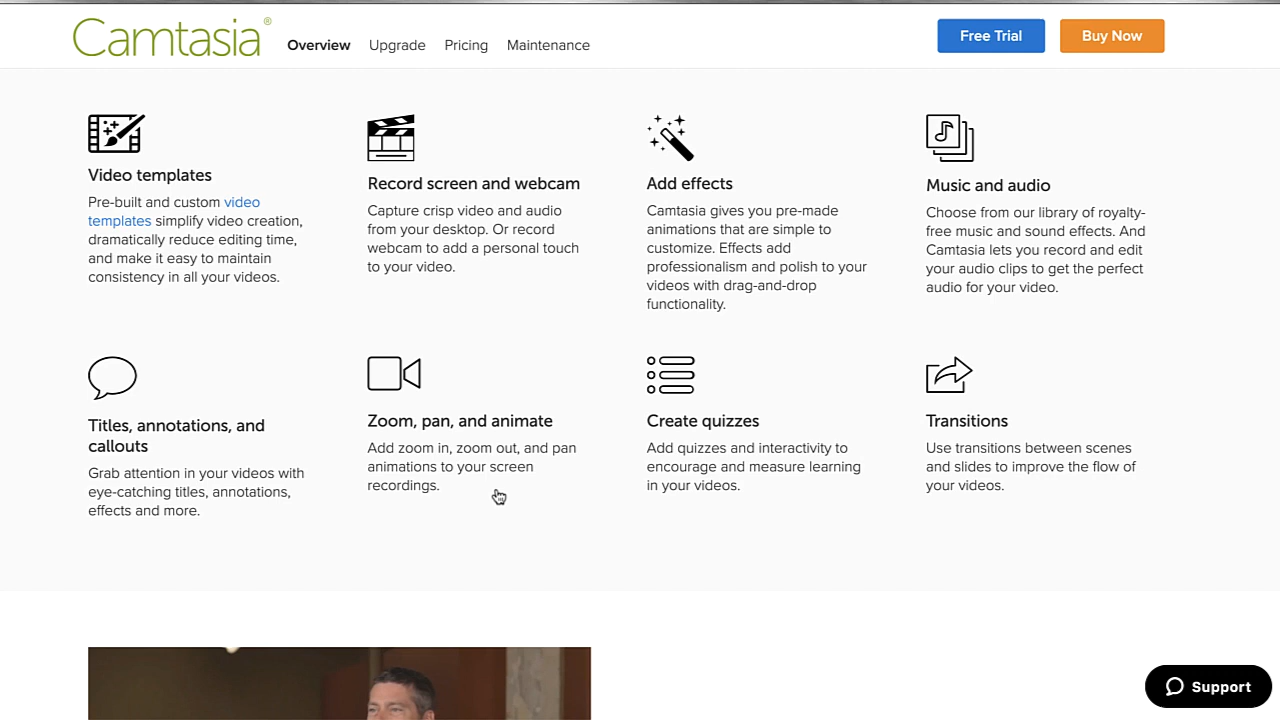 Camtasia®
Overview
Upgrade
Pricing
Maintenance
Free Trial
Buy Now
Video templates
Pre-built and custom video
templates simplify video creation,
dramatically reduce editing time,
and make it easy to maintain
consistency in all your videos.
Record screen and webcam
Capture crisp video and audio
from your desktop. Or record
webcam to add a personal touch
to your video.
Add effects
Camtasia gives you pre-made
animations that are simple to
customize. Effects add
professionalism and polish to your
videos with drag-and-drop
functionality.
Music and audio
Choose from our library of royalty-
free music and sound effects. And
Camtasia lets you record and edit
your audio clips to get the perfect
audio for your video.
Titles, annotations, and
callouts
Grab attention in your videos with
eye-catching titles, annotations,
effects and more.
Zoom, pan, and animate
Add zoom in, zoom out, and pan
animations to your screen
recordings.
Create quizzes
Add quizzes and interactivity to
encourage and measure learning
in your videos.
Transitions
Use transitions between scenes
and slides to improve the flow of
your videos.
Support